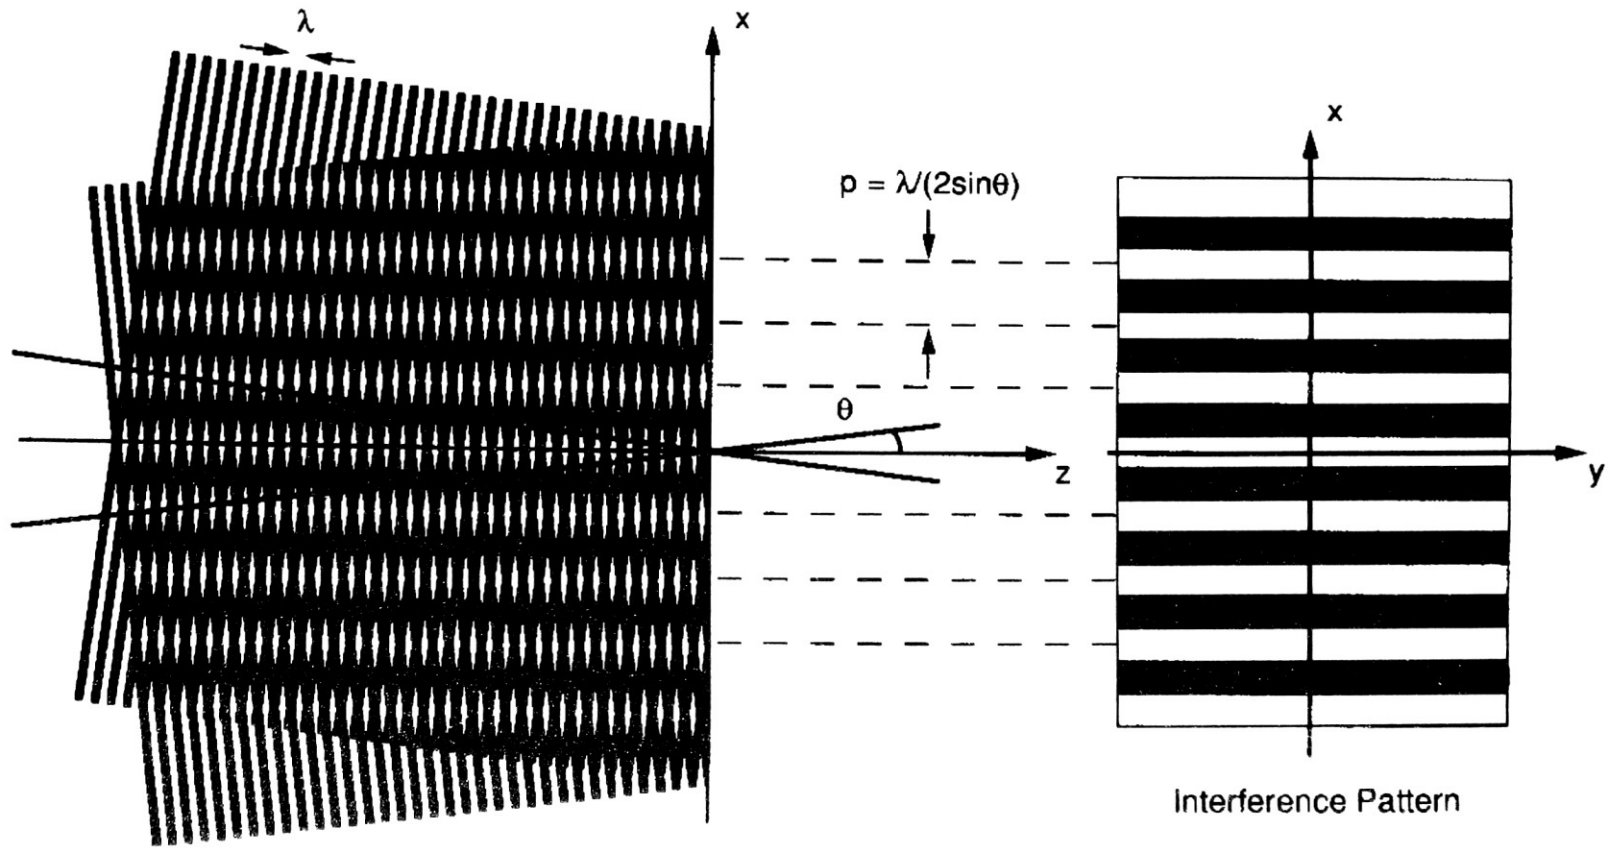 λ
x
x
p = λ/(2sinθ)
θ
z
y
Interference Pattern